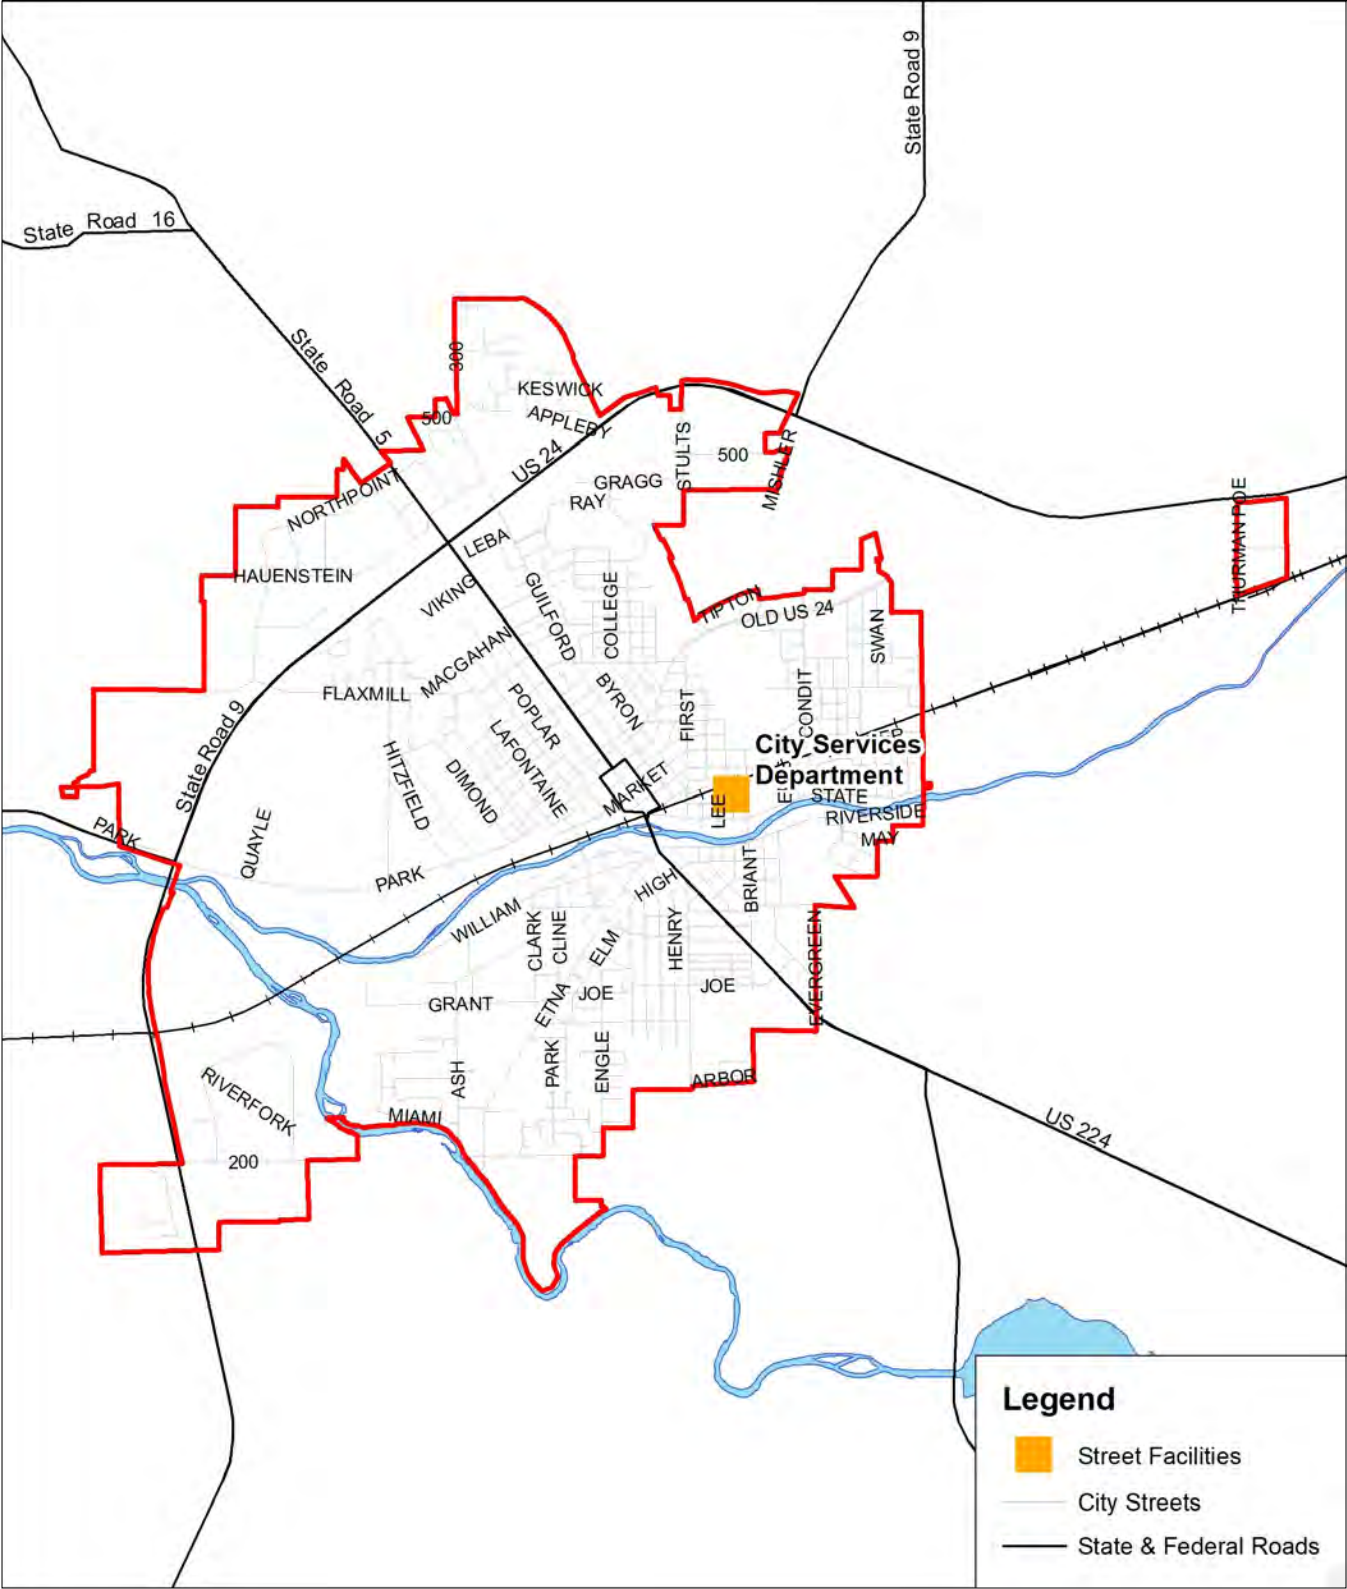 State Road 9
State Road 16
State Road 5
300
KESWICK
500
APPLEBY
US 24
STULTS
500
MISHLER
GRAGG
RAY
NORTHPOINT
LEBA
HAUENSTEIN
VIKING
GUILFORD
COLLEGE
TIPTON
OLD US 24
SWAN
MACGAHAN
FLAXMILL
POPLAR
BYRON
FIRST
CONDIT
LAFONTAINE
State Road 9
HITZFIELD
DIMOND
MARKET
City Services
Department
LEE
STATE
RIVERSIDE
MAY
PARK
QUAYLE
PARK
HIGH
BRIANT
WILLIAM
CLARK
CLINE
ELM
HENRY
EVERGREEN
GRANT
ETNA
JOE
JOE
ASH
PARK
ENGLE
ARBOR
RIVERFORK
MIAMI
200
US 224
Legend
Street Facilities
City Streets
State & Federal Roads